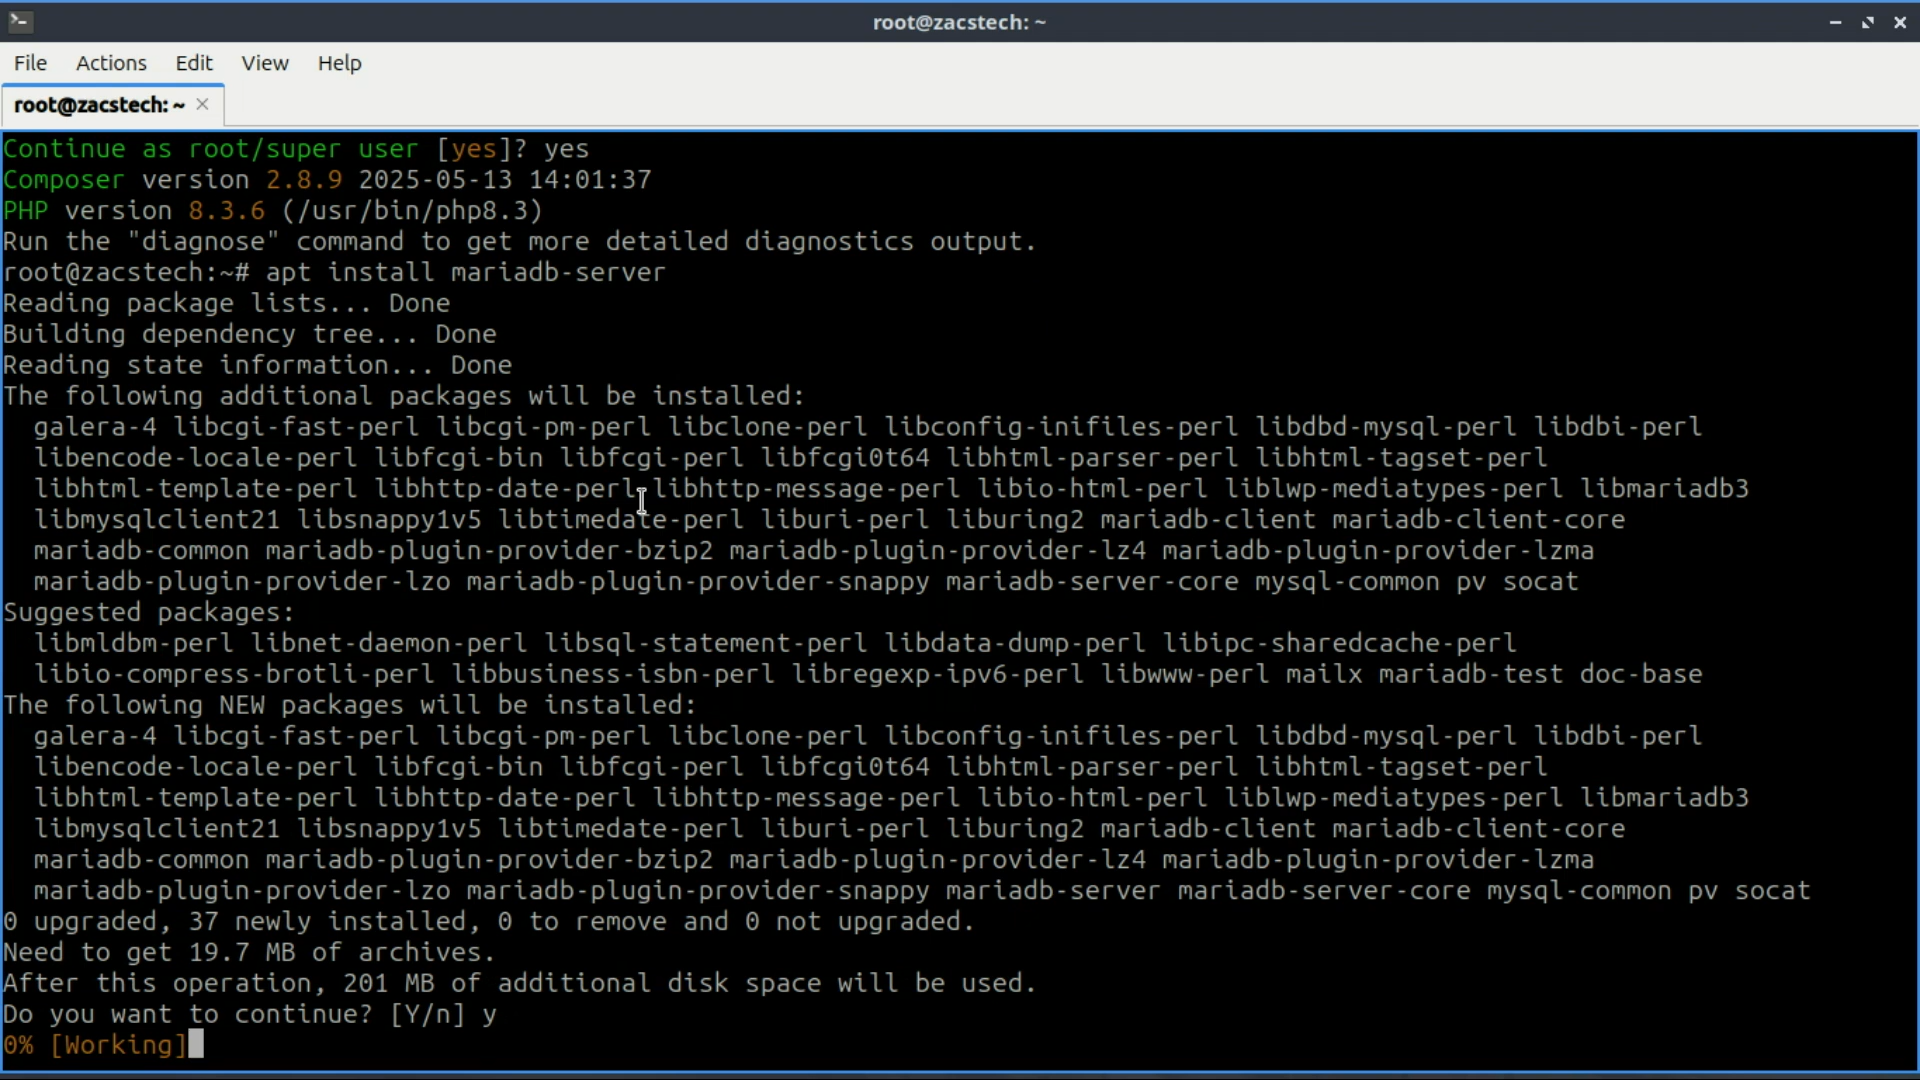 root@zacstech: ~
File Actions Edit View Help
root@zacstech: ~
Continue as root/super user [yes]? yes
Composer version 2.8.9 2025-05-13 14:01:37
PHP version 8.3.6 (/usr/bin/php8.3)
Run the "diagnose" command to get more detailed diagnostics output.
root@zacstech:~# apt install mariadb-server
Reading package lists... Done
Building dependency tree... Done
Reading state information... Done
The following additional packages will be installed:
  galera-4 libcgi-fast-perl libcgi-pm-perl libclone-perl libconfig-inifiles-perl libdbd-mysql-perl libdbi-perl
  libencode-locale-perl libfcgi-bin libfcgi-perl libfcgi0t64 libhtml-parser-perl libhtml-tagset-perl
  libhtml-template-perl libhttp-date-perl libhttp-message-perl libio-html-perl liblwp-mediatypes-perl libmariadb3
  libmysqlclient21 libsnappy1v5 libtimedate-perl liburi-perl liburing2 mariadb-client mariadb-client-core
  mariadb-common mariadb-plugin-provider-bzip2 mariadb-plugin-provider-lz4 mariadb-plugin-provider-lzma
  mariadb-plugin-provider-lzo mariadb-plugin-provider-snappy mariadb-server-core mysql-common pv socat
Suggested packages:
  libmldbm-perl libnet-daemon-perl libsql-statement-perl libdata-dump-perl libipc-sharedcache-perl
  libio-compress-brotli-perl libbusiness-isbn-perl libregexp-ipv6-perl libwww-perl mailx mariadb-test doc-base
The following NEW packages will be installed:
  galera-4 libcgi-fast-perl libcgi-pm-perl libclone-perl libconfig-inifiles-perl libdbd-mysql-perl libdbi-perl
  libencode-locale-perl libfcgi-bin libfcgi-perl libfcgi0t64 libhtml-parser-perl libhtml-tagset-perl
  libhtml-template-perl libhttp-date-perl libhttp-message-perl libio-html-perl liblwp-mediatypes-perl libmariadb3
  libmysqlclient21 libsnappy1v5 libtimedate-perl liburi-perl liburing2 mariadb-client mariadb-client-core
  mariadb-common mariadb-plugin-provider-bzip2 mariadb-plugin-provider-lz4 mariadb-plugin-provider-lzma
  mariadb-plugin-provider-lzo mariadb-plugin-provider-snappy mariadb-server mariadb-server-core mysql-common pv socat
0 upgraded, 37 newly installed, 0 to remove and 0 not upgraded.
Need to get 19.7 MB of archives.
After this operation, 201 MB of additional disk space will be used.
Do you want to continue? [Y/n] y
0% [Working]